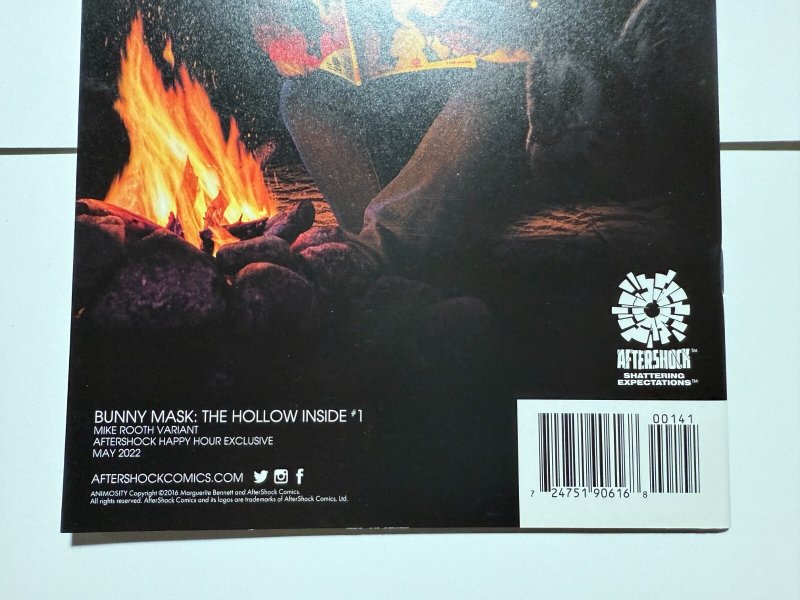 AFTERSHOCK™
SHATTERING
EXPECTATIONS™
BUNNY MASK: THE HOLLOW INSIDE #1
MIKE ROOTH VARIANT
AFTERSHOCK HAPPY HOUR EXCLUSIVE
MAY 2022
AFTERSHOCKCOMICS.COM
ANIMOSITY Copyright ©2016 Marguerite Bennett and AfterShock Comics.
All rights reserved. AfterShock Comics and its logos are trademarks of AfterShock Comics, Ltd.
00141
7 24751 90616 8